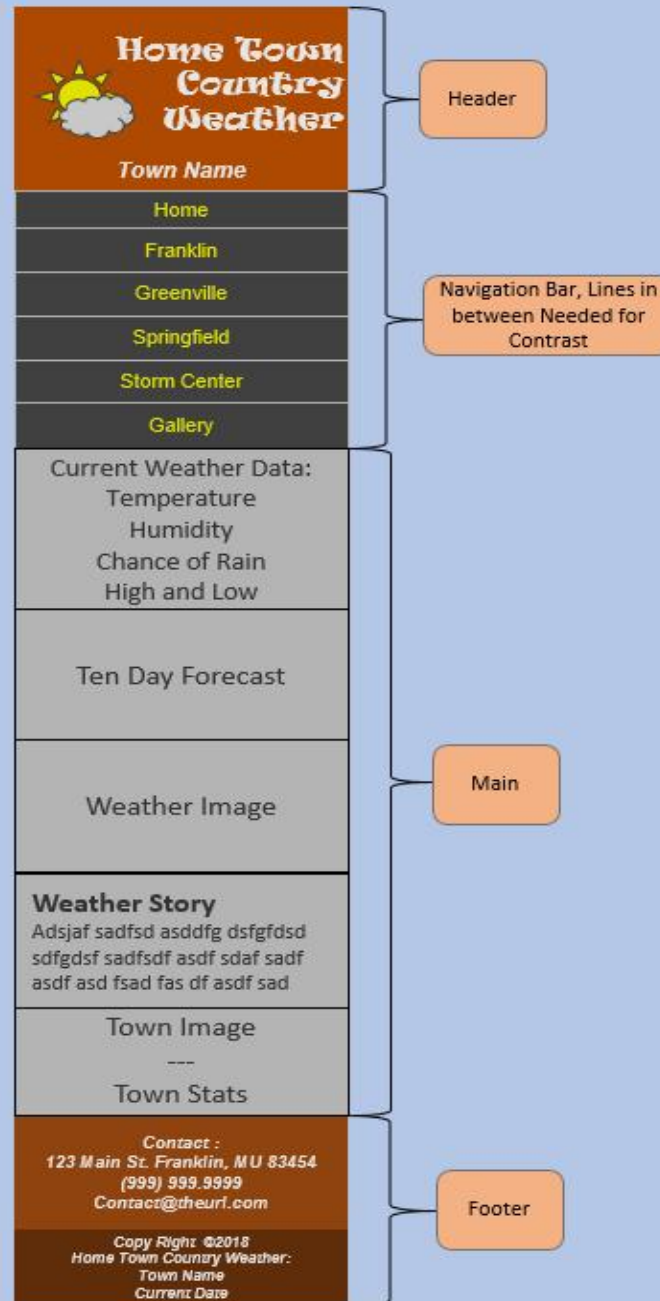 Home Town
Country
Weather
Town Name
Header
Home
Franklin
Greenville
Springfield
Storm Center
Gallery
Navigation Bar, Lines in
between Needed for
Contrast
Current Weather Data:
Temperature
Humidity
Chance of Rain
High and Low
Ten Day Forecast
Weather Image
Main
Weather Story
Adsjaf sadfsd asddfg dsfgfdsd
sdfgdsf sadfsdf asdf sdaf sadf
asdf asd fsad fas df asdf sad
Town Image
---
Town Stats
Contact :
123 Main St. Franklin, MU 83454
(999) 999.9999
Contact@theurl.com
Footer
Copy Right ©2018
Home Town Country Weather:
Town Name
Current Date